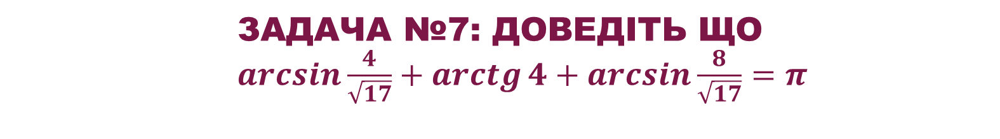 ЗАДАЧА №7: ДОВЕДІТЬ ЩО
arcsin 4/√17 + arctg 4 + arcsin 8/√17 = π